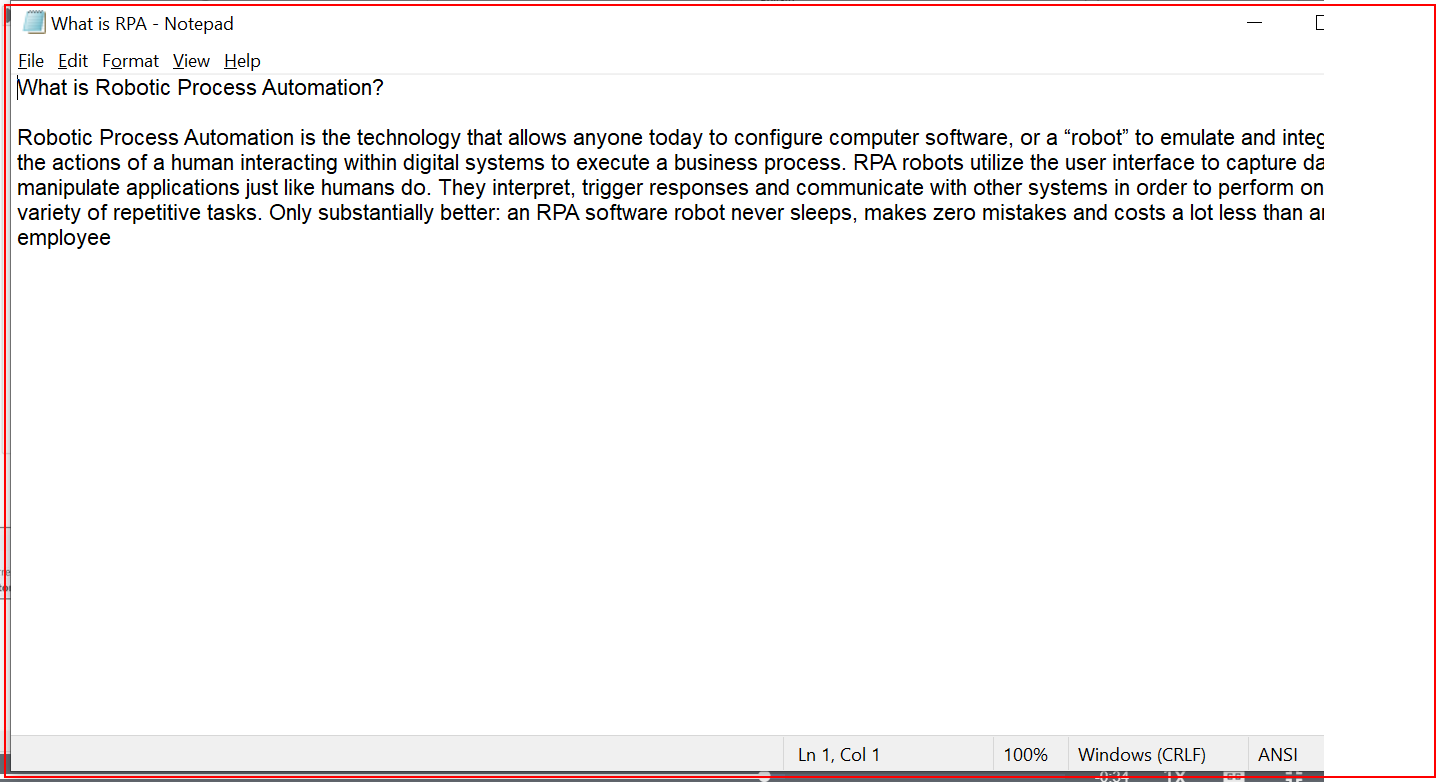 What is RPA - Notepad
File Edit Format View Help
What is Robotic Process Automation?
Robotic Process Automation is the technology that allows anyone today to configure computer software, or a “robot” to emulate and integ
the actions of a human interacting within digital systems to execute a business process. RPA robots utilize the user interface to capture da
manipulate applications just like humans do. They interpret, trigger responses and communicate with other systems in order to perform on
variety of repetitive tasks. Only substantially better: an RPA software robot never sleeps, makes zero mistakes and costs a lot less than a
employee
Ln 1, Col 1 100% Windows (CRLF) ANSI